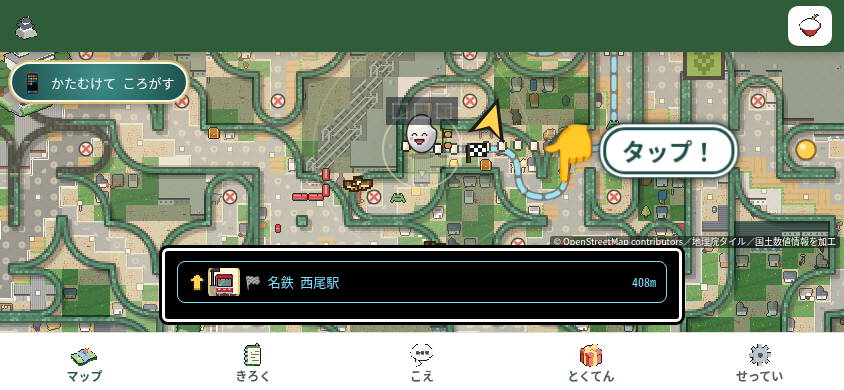 かたむけて ころがす
タップ！
© OpenStreetMap contributors／地理院タイル／国土数値情報を加工
名鉄 西尾駅
408m
マップ
きろく
こえ
とくてん
せってい